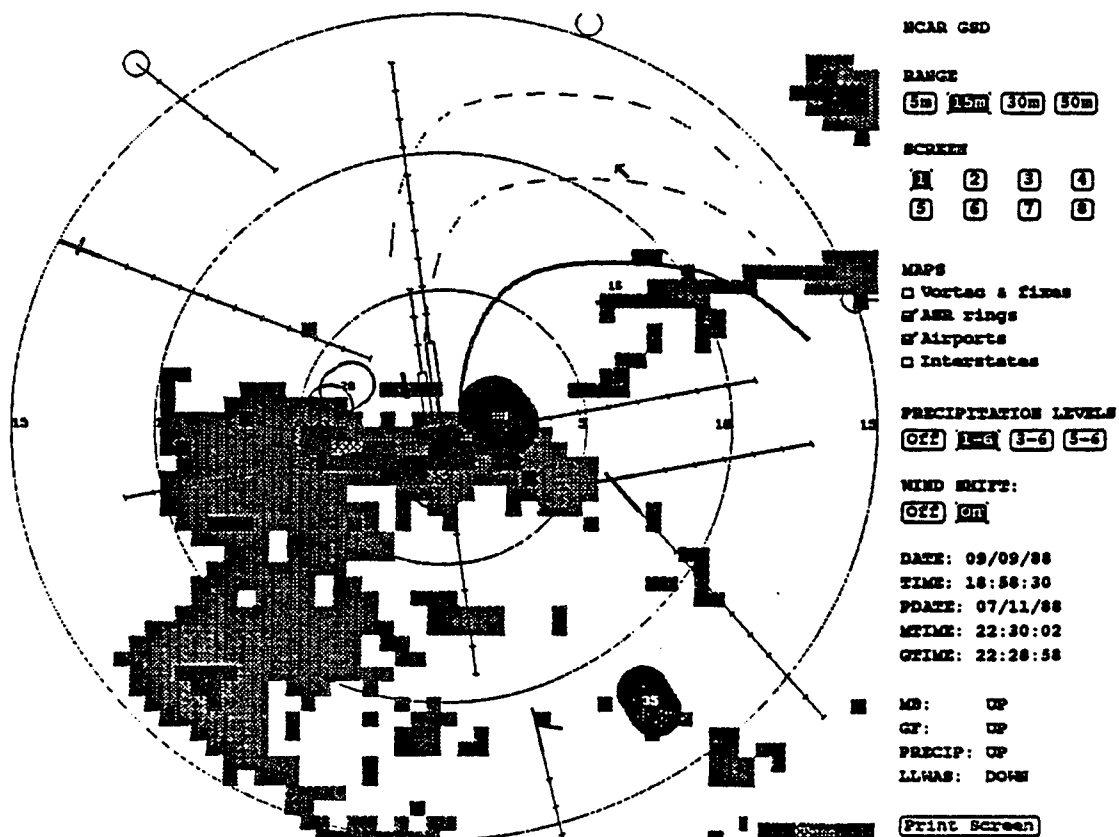 NCAR GSD
RANGE
5m 15m 30m 50m
SCREEN
1 2 3 4
5 6 7 8
MAPS
Vortac & fixes
ASR rings
Airports
Interstates
PRECIPITATION LEVELS
Off 1-6 3-6 5-6
WIND SHIFT:
Off On
DATE: 09/09/88
TIME: 18:58:30
PDATE: 07/11/88
MTIME: 22:30:02
GTIME: 22:28:58
MB: UP
GF: UP
PRECIP: UP
LLWAS: DOWN
Print Screen
15
15 5 10 15
35